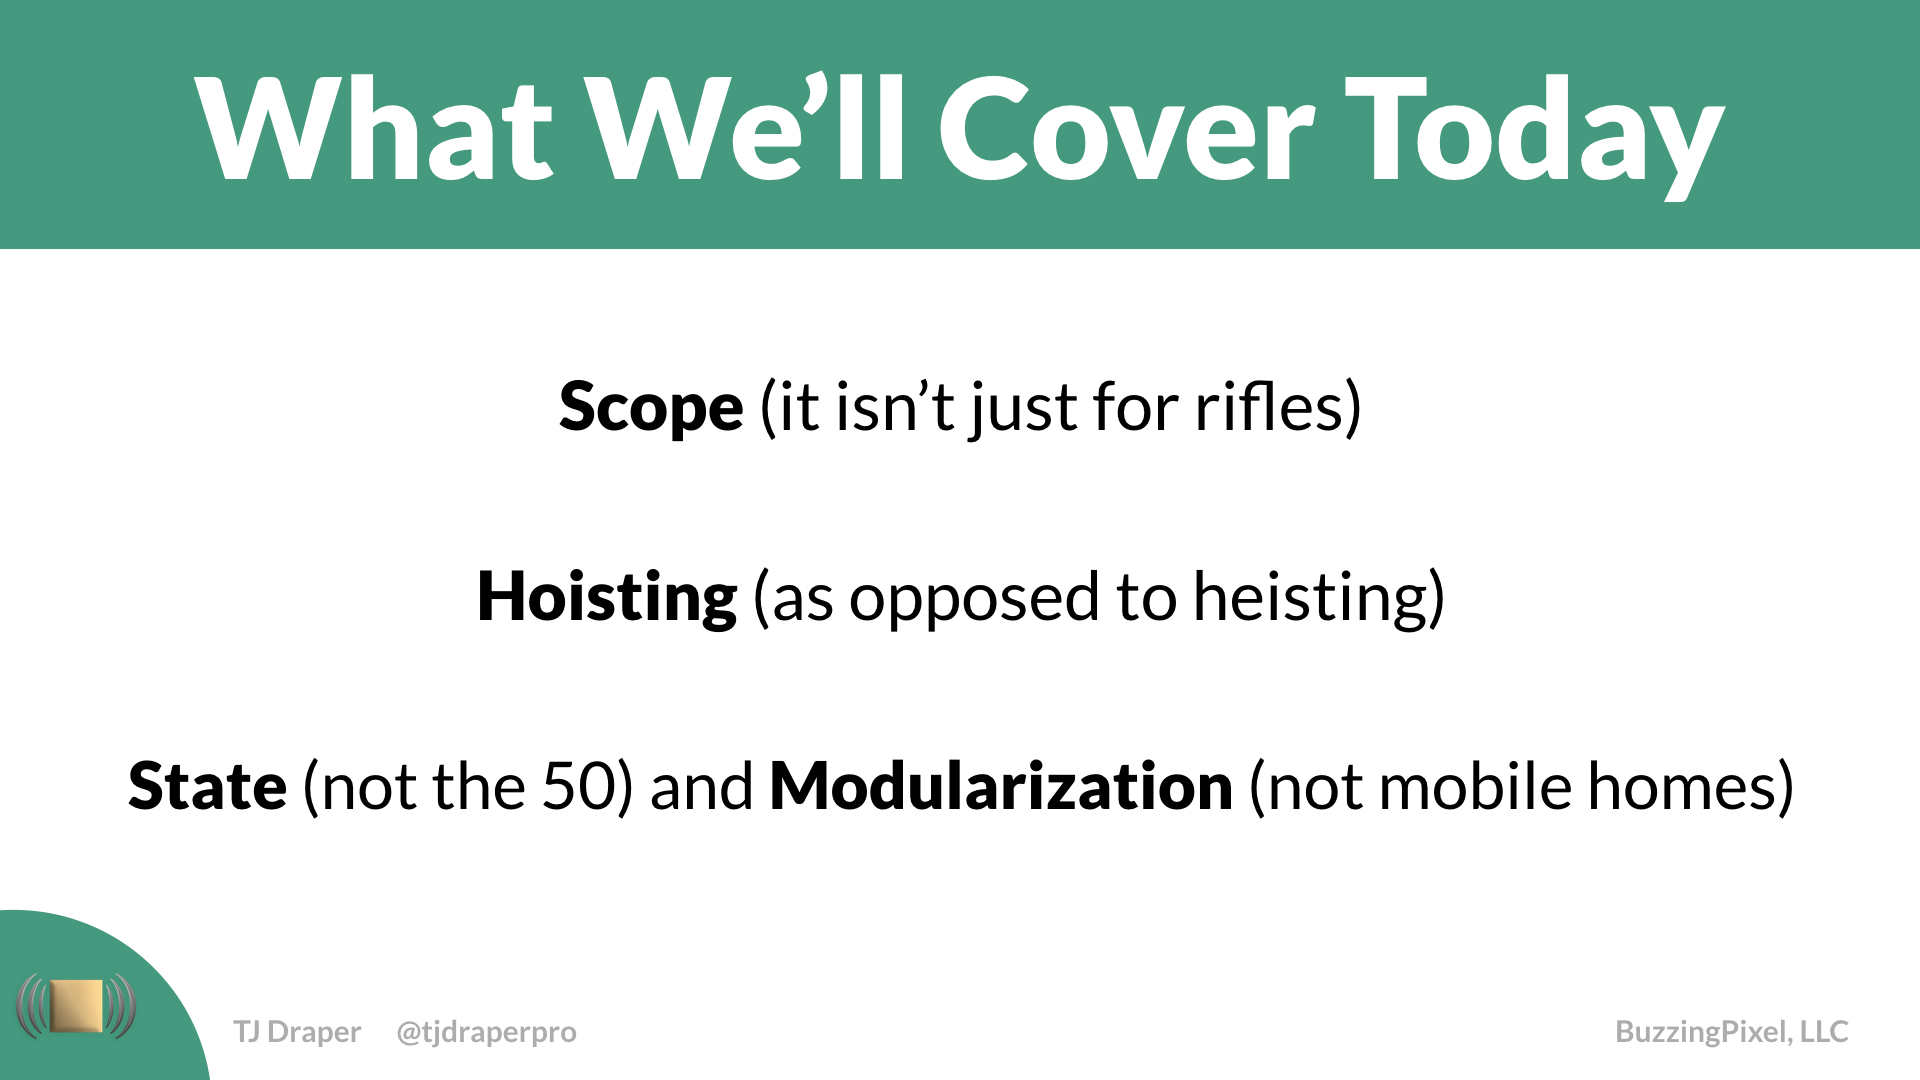 What We’ll Cover Today
Scope (it isn’t just for rifles)
Hoisting (as opposed to heisting)
State (not the 50) and Modularization (not mobile homes)
TJ Draper @tjdraperpro
BuzzingPixel, LLC